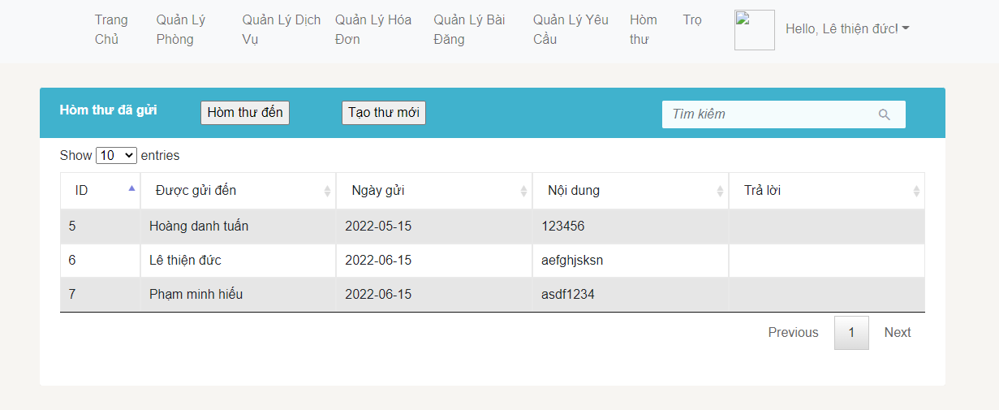 Trang Quản Lý Quản Lý Dịch Quản Lý Hóa Quản Lý Bài Quản Lý Yêu Hòm Trọ Hello, Lê thiện đức!
Chủ Phòng Vụ Đơn Đăng Cầu thư
Hòm thư đã gửi Hòm thư đến Tạo thư mới Tìm kiếm
Show 10 entries
ID Được gửi đến Ngày gửi Nội dung Trả lời
5 Hoàng danh tuấn 2022-05-15 123456
6 Lê thiện đức 2022-06-15 aefghjsksn
7 Phạm minh hiếu 2022-06-15 asdf1234
Previous 1 Next